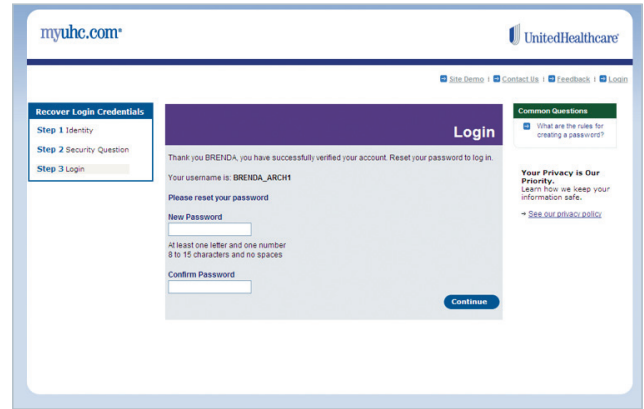 myuhc.com®
UnitedHealthcare®
Site Demo | Contact Us | Feedback | Login
Recover Login Credentials
Step 1 Identity
Step 2 Security Question
Step 3 Login
Login
Thank you BRENDA, you have successfully verified your account. Reset your password to log in.
Your username is: BRENDA_ARCH1
Please reset your password
New Password
At least one letter and one number
8 to 15 characters and no spaces
Confirm Password
Continue
Common Questions
What are the rules for
creating a password?
Your Privacy is Our
Priority.
Learn how we keep your
information safe.
→ See our privacy policy